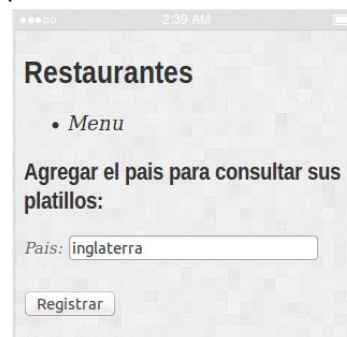 2:39 AM
Restaurantes
• Menu
Agregar el pais para consultar sus
platillos:
Pais: inglaterra
Registrar